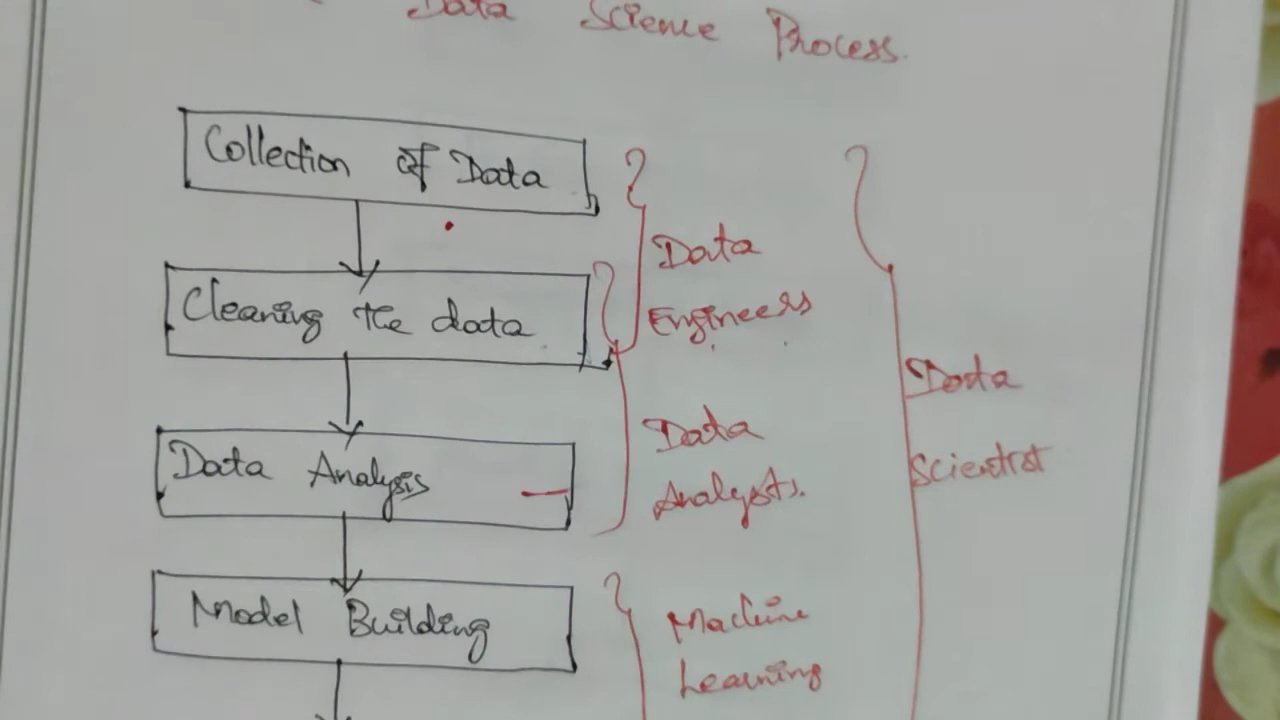 Data Science Process.
Collection of Data
Cleaning the data
Data Analysis
Model Building
Data
Engineers
Data
Analysts.
Machine
Learning
Data
Scientist